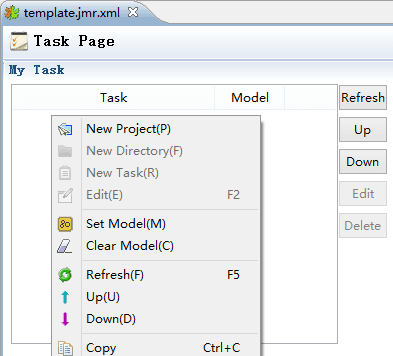 template.jmr.xml
Task Page
My Task
Task Model
Refresh
Up
Down
Edit
Delete
New Project(P)
New Directory(F)
New Task(R)
Edit(E) F2
Set Model(M)
Clear Model(C)
Refresh(F) F5
Up(U)
Down(D)
Copy Ctrl+C